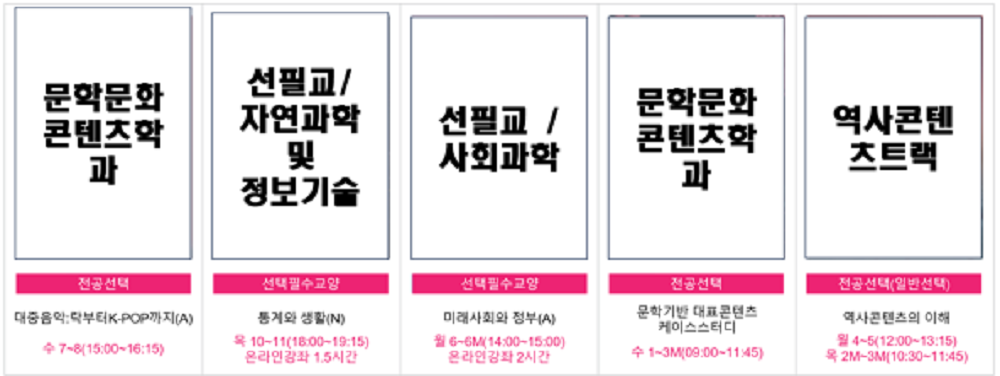 문학문화
콘텐츠학
과
전공선택
대중음악:탁부터K-POP까지(A)
수 7~8(15:00~16:15)
선필교/
자연과학
및
정보기술
선택필수교양
통계와 생활(N)
목 10~11(18:00~19:15)
온라인강좌 1.5시간
선필교 /
사회과학
선택필수교양
미래사회와 정부(A)
월 6~6M(14:00~15:00)
온라인강좌 2시간
문학문화
콘텐츠학
과
전공선택
문학기반 대표콘텐츠
케이스스터디
수 1~3M(09:00~11:45)
역사콘텐
츠트랙
전공선택(일반선택)
역사콘텐츠의 이해
월 4~5(12:00~13:15)
목 2M~3M(10:30~11:45)